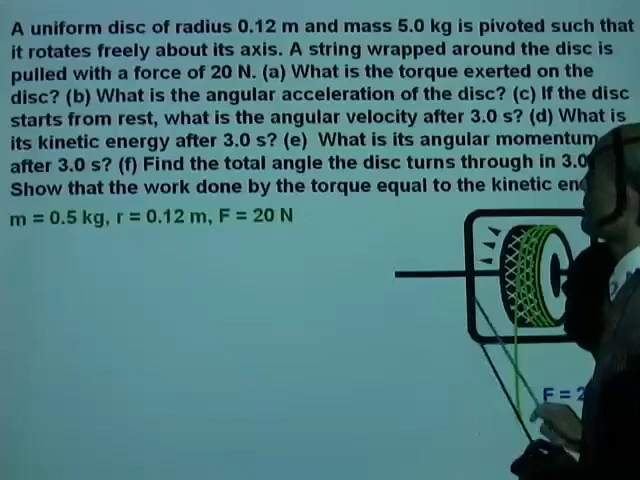 A uniform disc of radius 0.12 m and mass 5.0 kg is pivoted such that
it rotates freely about its axis. A string wrapped around the disc is
pulled with a force of 20 N. (a) What is the torque exerted on the
disc? (b) What is the angular acceleration of the disc? (c) If the disc
starts from rest, what is the angular velocity after 3.0 s? (d) What is
its kinetic energy after 3.0 s? (e) What is its angular momentum
after 3.0 s? (f) Find the total angle the disc turns through in 3.0
Show that the work done by the torque equal to the kinetic
m = 0.5 kg, r = 0.12 m, F = 20 N
F = 2